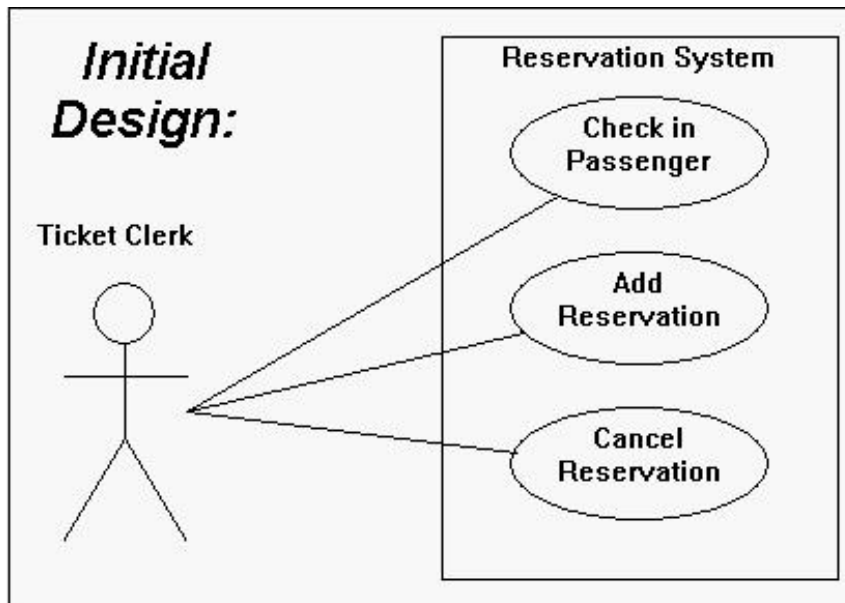 Initial
Design:
Reservation System
Check in
Passenger
Ticket Clerk
Add
Reservation
Cancel
Reservation